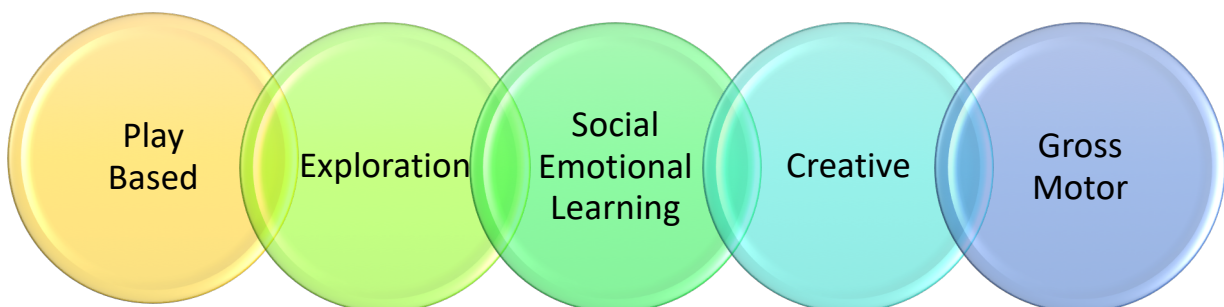 Play
Based
Exploration
Social
Emotional
Learning
Creative
Gross
Motor